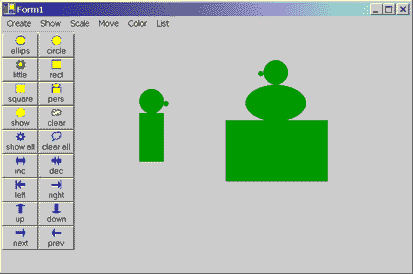 Form1
Create Show Scale Move Color List
ellips circle
little rect
square pers
show clear
show all clear all
inc dec
left right
up down
next prev